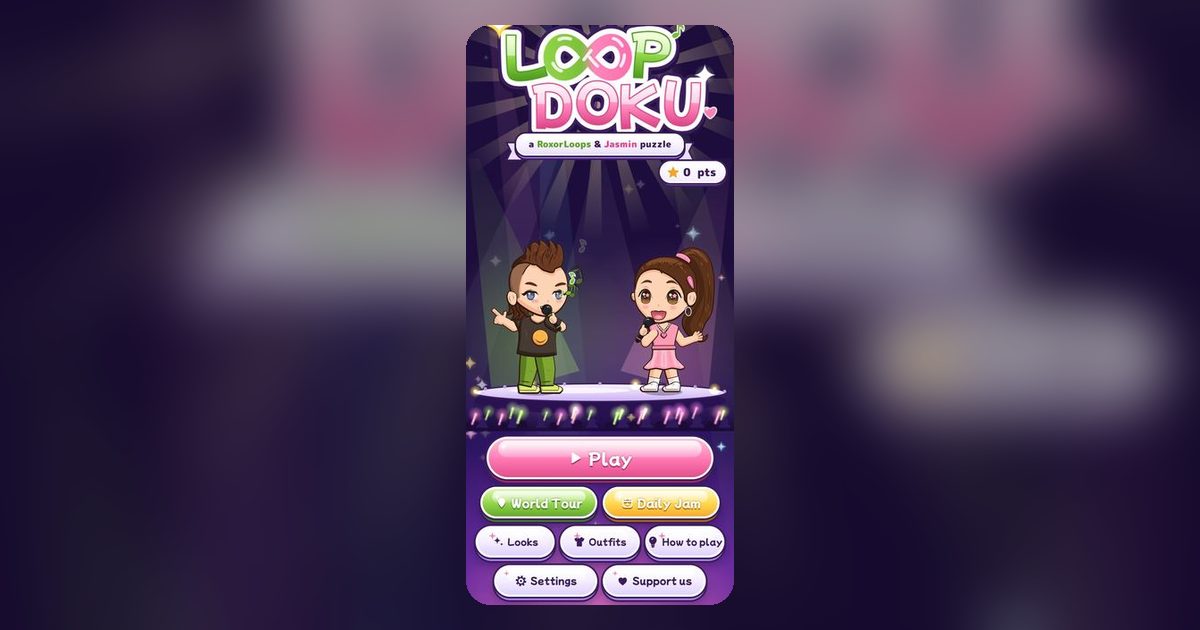 LOOP
DOKU
a RoxorLoops & Jasmin puzzle
0 pts
Play
World Tour
Daily Jam
Looks
Outfits
How to play
Settings
Support us